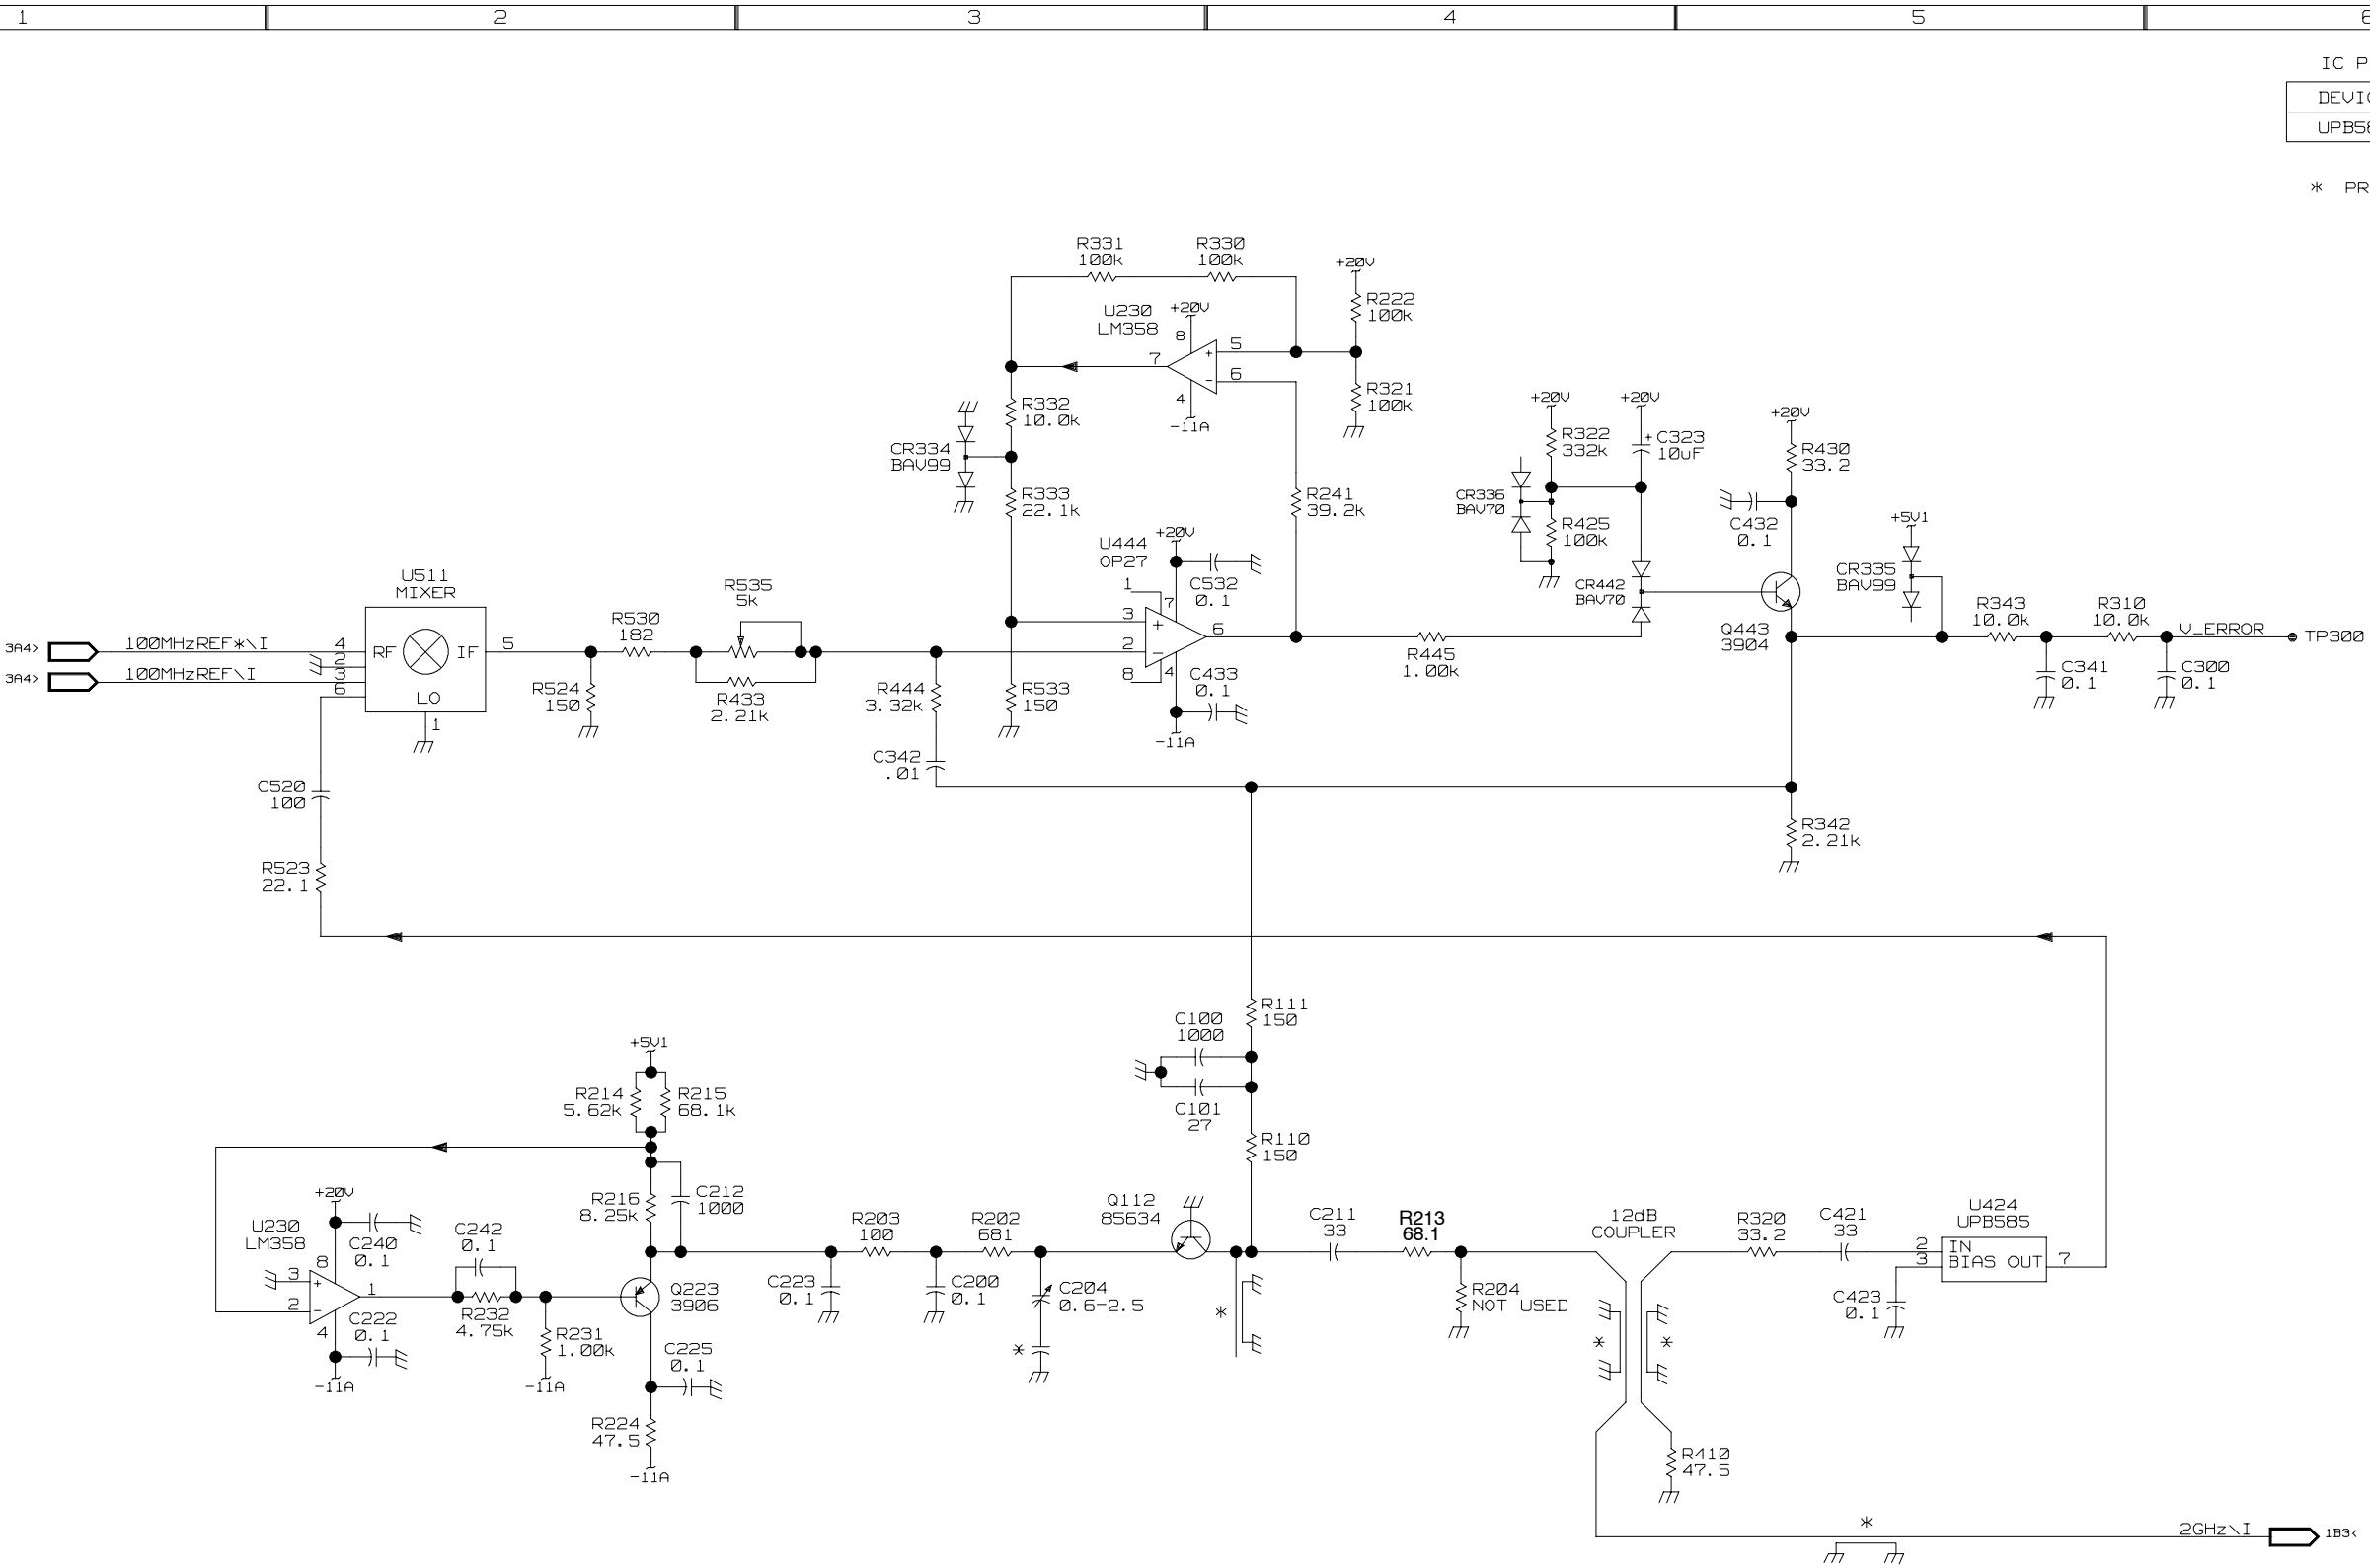 1 2 3 4 5 6
IC P
DEVIC
UPB58
* PR
R331
100k
R330
100k
+20V
R222
100k
U230
LM358
+20V
8
5
7
6
4
-11A
R321
100k
R332
10.0k
CR334
BAV99
R333
22.1k
R241
39.2k
+20V
R322
332k
+20V
C323
10uF
+20V
R430
33.2
CR336
BAV70
R425
100k
C432
0.1
+5V1
CR335
BAV99
U444
OP27
+20V
C532
0.1
1
7
3
2
6
8
4
C433
0.1
-11A
CR442
BAV70
Q443
3904
R343
10.0k
R310
10.0k
V_ERROR
TP300
C341
0.1
C300
0.1
R445
1.00k
U511
MIXER
3A4>
100MHzREF*\I
3A4>
100MHzREF\I
4
2
3
6
RF
IF
LO
5
1
R530
182
R535
5k
R524
150
R433
2.21k
R444
3.32k
R533
150
C342
.01
C520
100
R523
22.1
R342
2.21k
R111
150
C100
1000
C101
27
R110
150
+5V1
R214
5.62k
R215
68.1k
R216
8.25k
C212
1000
+20V
U230
LM358
C240
0.1
8
3
2
1
4
C242
0.1
R232
4.75k
C222
0.1
-11A
R231
1.00k
-11A
Q223
3906
C225
0.1
R224
47.5
-11A
R203
100
R202
681
C223
0.1
C200
0.1
C204
0.6-2.5
*
Q112
85634
*
C211
33
R213
68.1
R204
NOT USED
12dB
COUPLER
*
*
R320
33.2
C421
33
U424
UPB585
2
IN
3
BIAS OUT
7
C423
0.1
R410
47.5
*
2GHz\I
1B3<